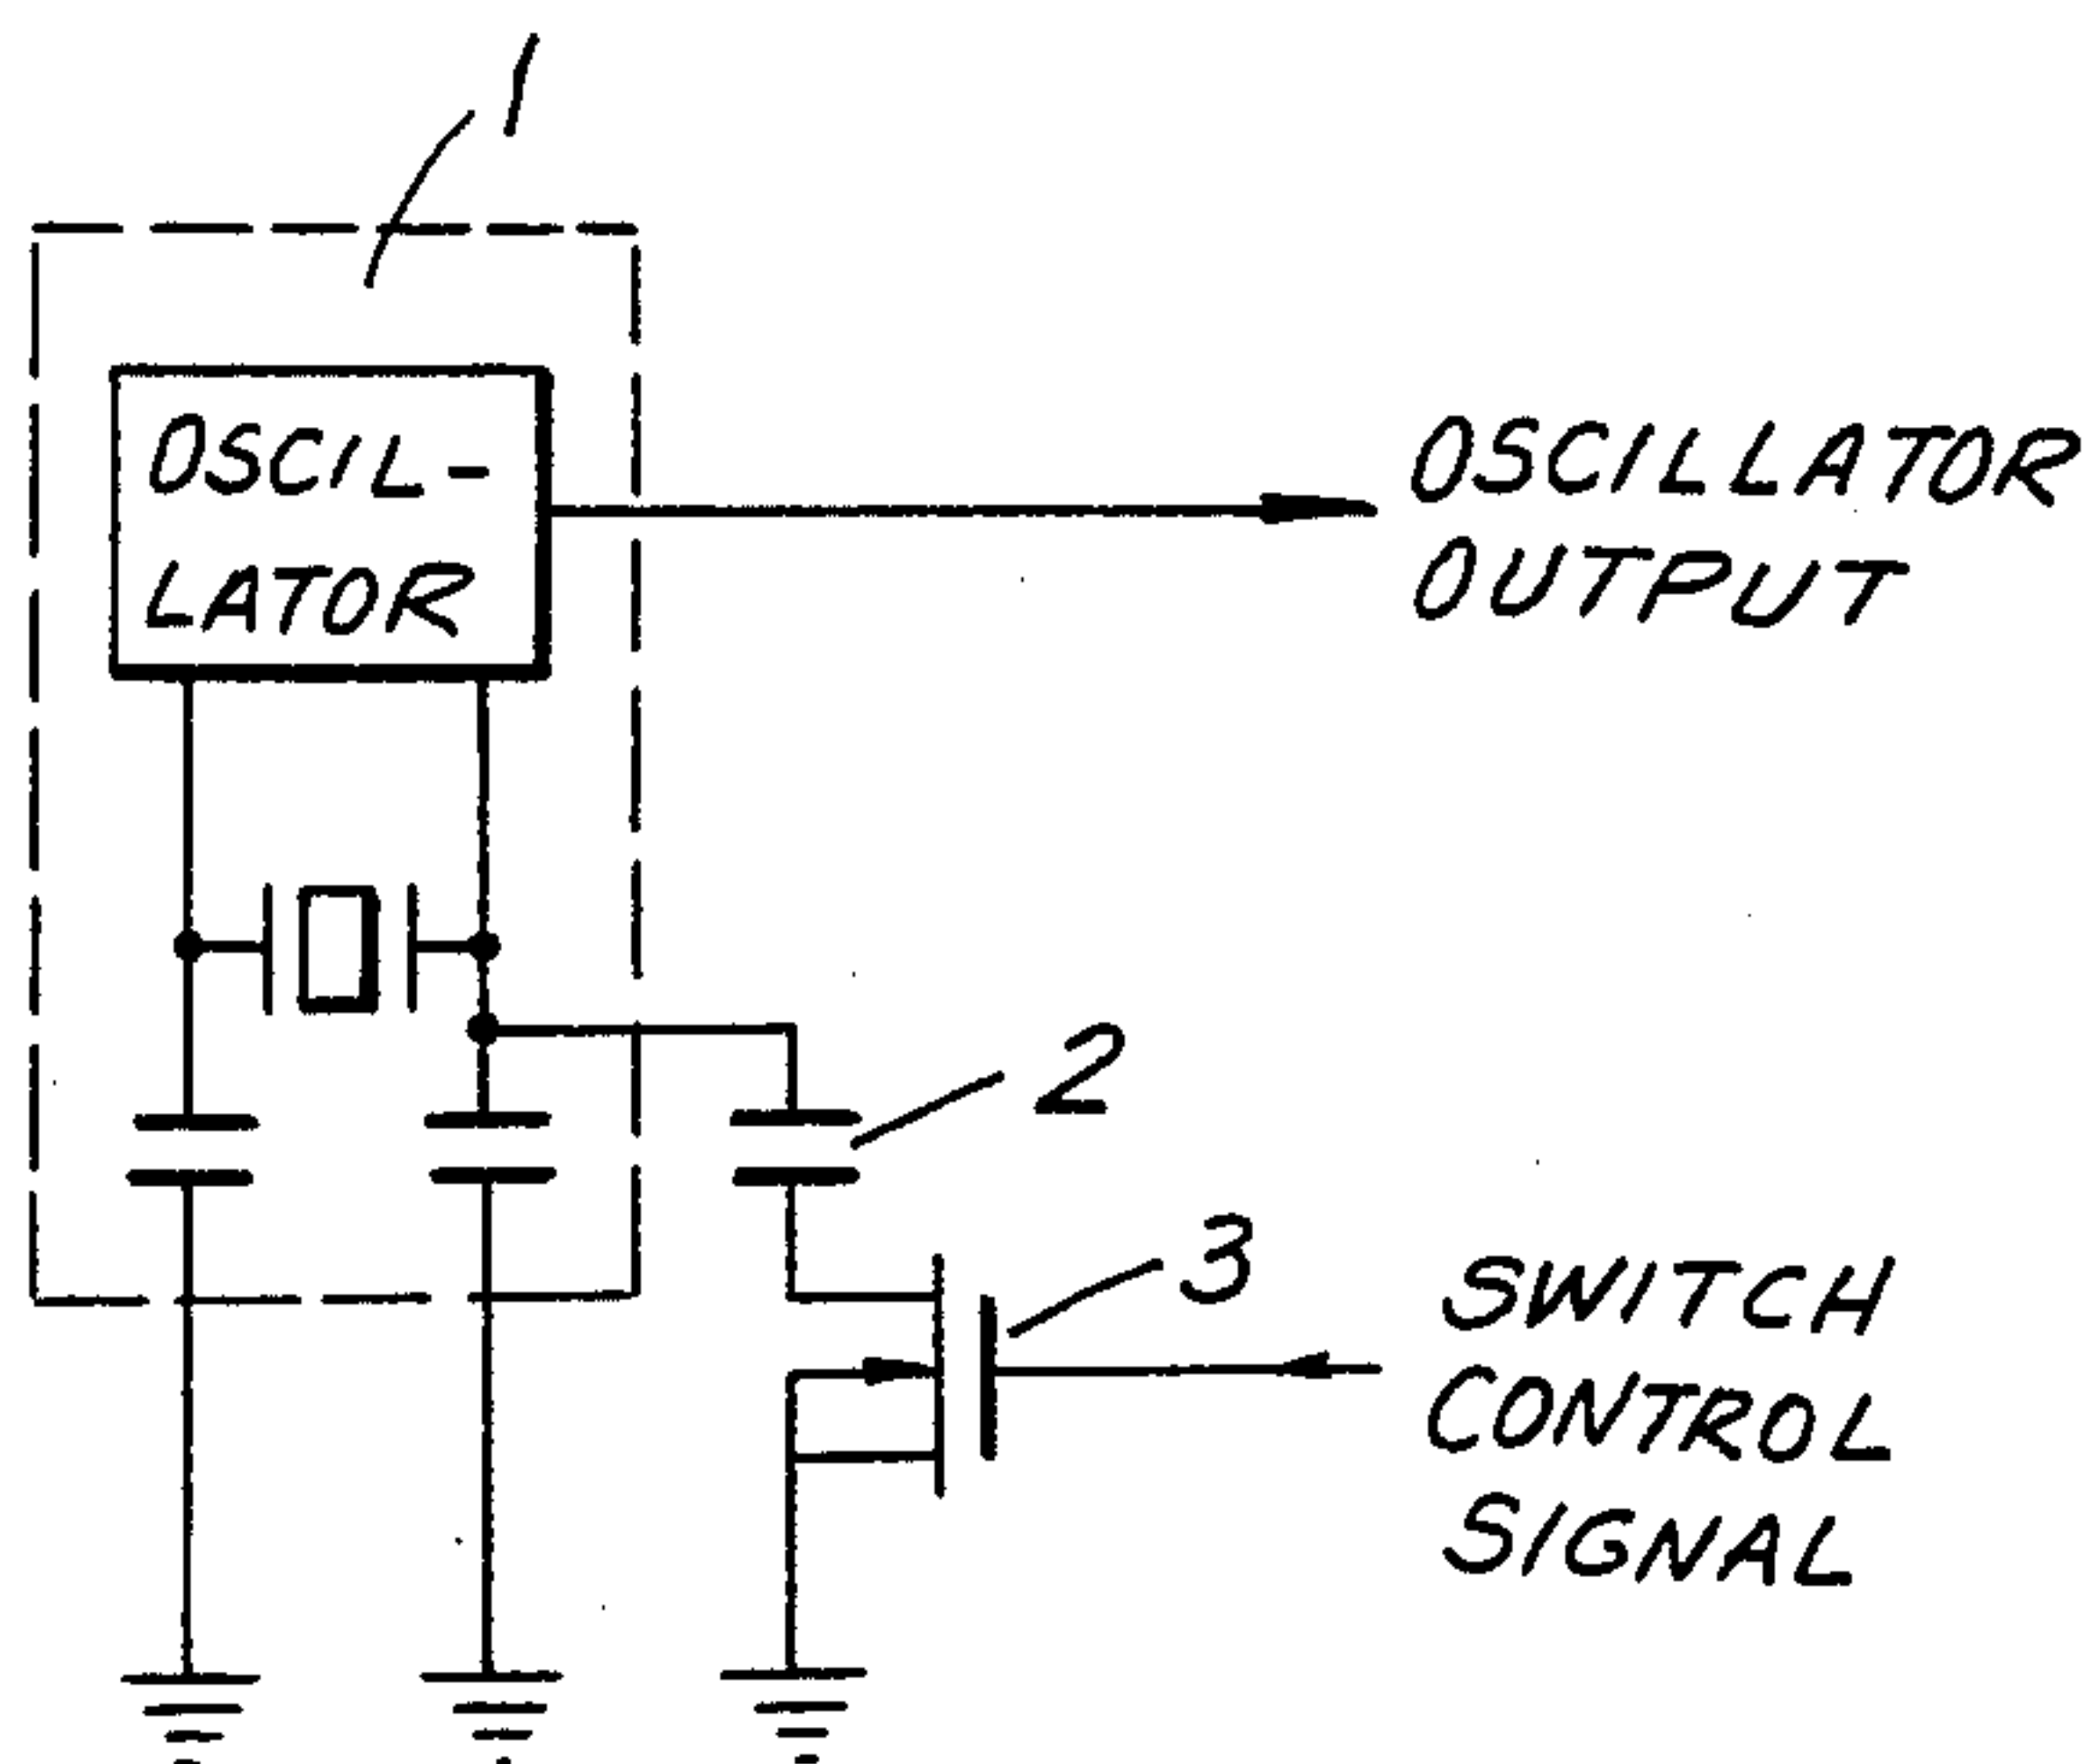 1
OSCIL-
LATOR
OSCILLATOR
OUTPUT
2
3
SWITCH
CONTROL
SIGNAL